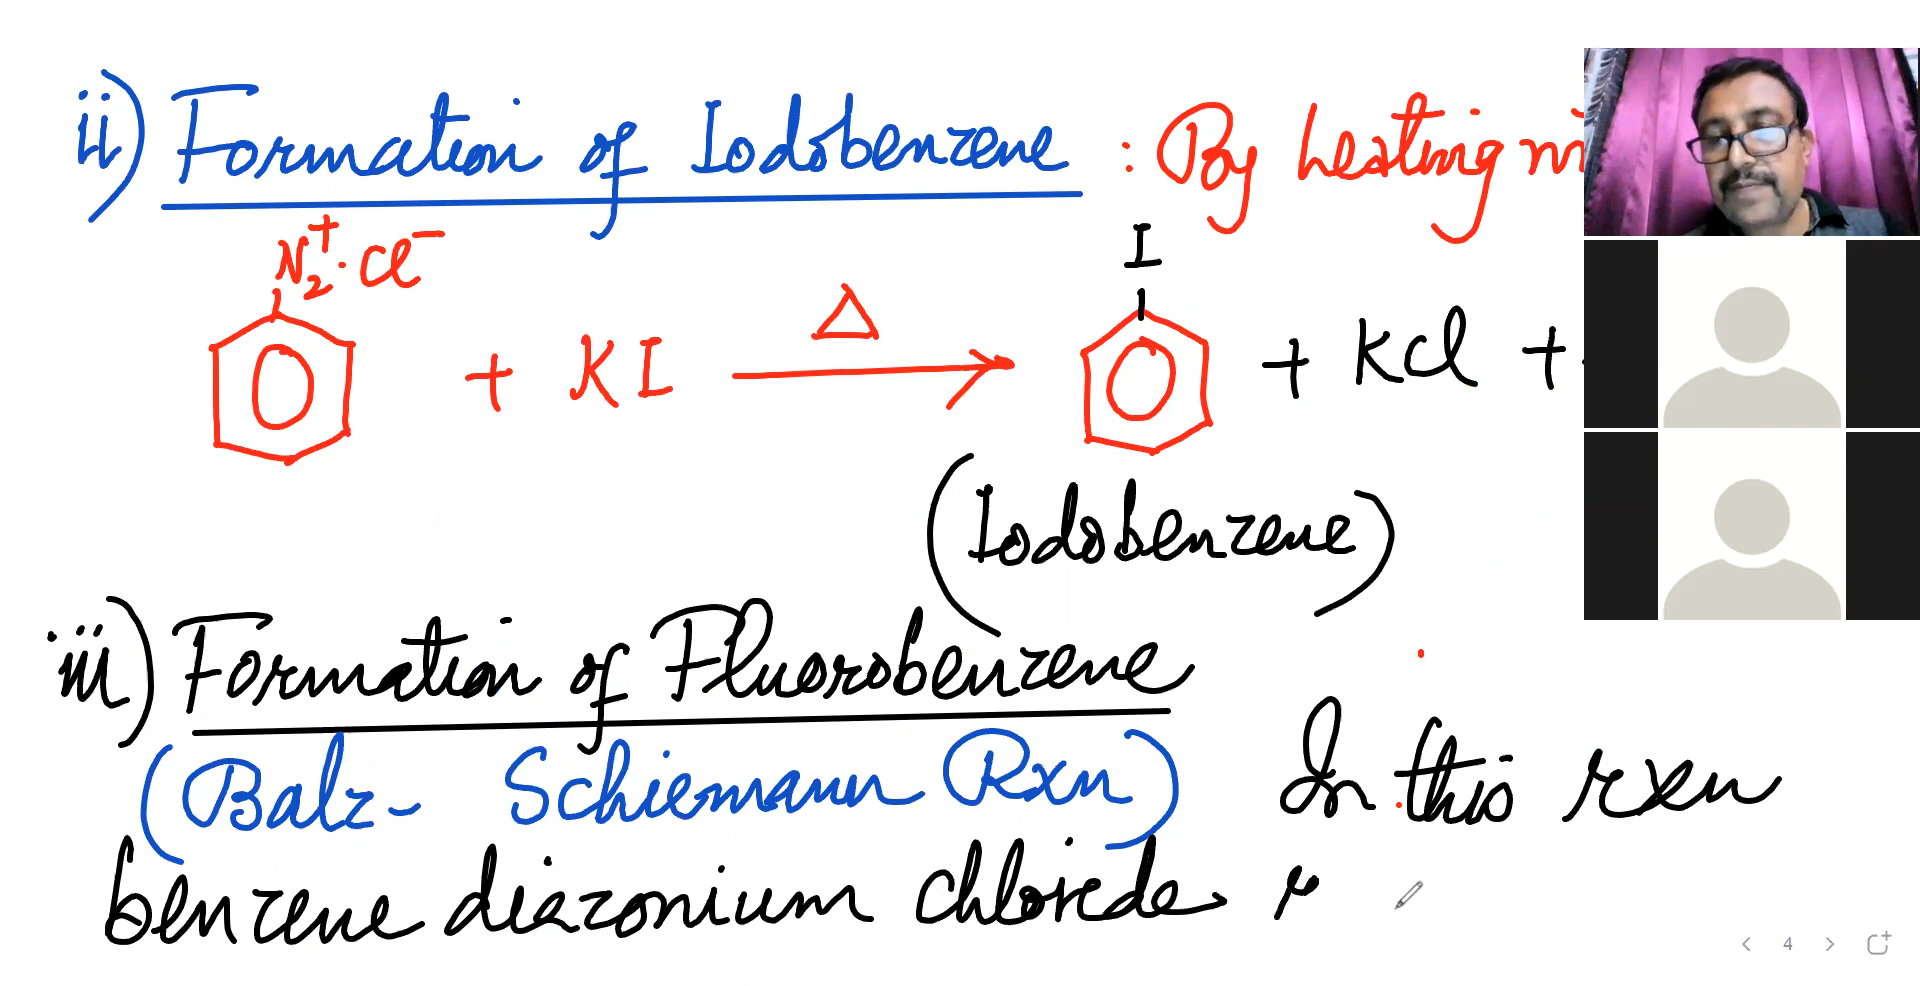 ii) Formation of Iodobenzene : By heating
N₂⁺.Cl⁻ I
+ KI △ + KCl +
(Iodobenzene)
iii) Formation of Fluorobenzene
(Balz- Schiemann Rxn) In this rxn
benzene diazonium chloride r
4